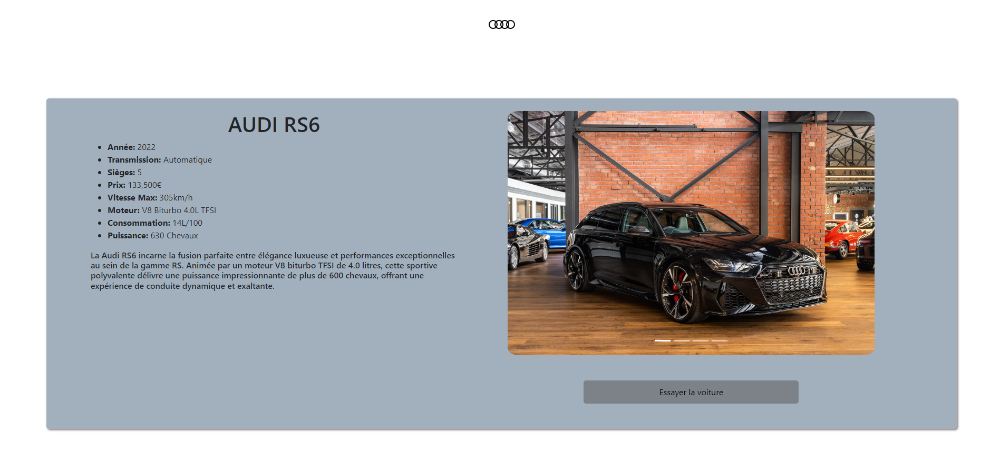 AUDI RS6
Année: 2022
Transmission: Automatique
Sièges: 5
Prix: 133,500€
Vitesse Max: 305km/h
Moteur: V8 Biturbo 4.0L TFSI
Consommation: 14L/100
Puissance: 630 Chevaux
La Audi RS6 incarne la fusion parfaite entre élégance luxueuse et performances exceptionnelles
au sein de la gamme RS. Animée par un moteur V8 biturbo TFSI de 4.0 litres, cette sportive
polyvalente délivre une puissance impressionnante de plus de 600 chevaux, offrant une
expérience de conduite dynamique et exaltante.
Essayer la voiture